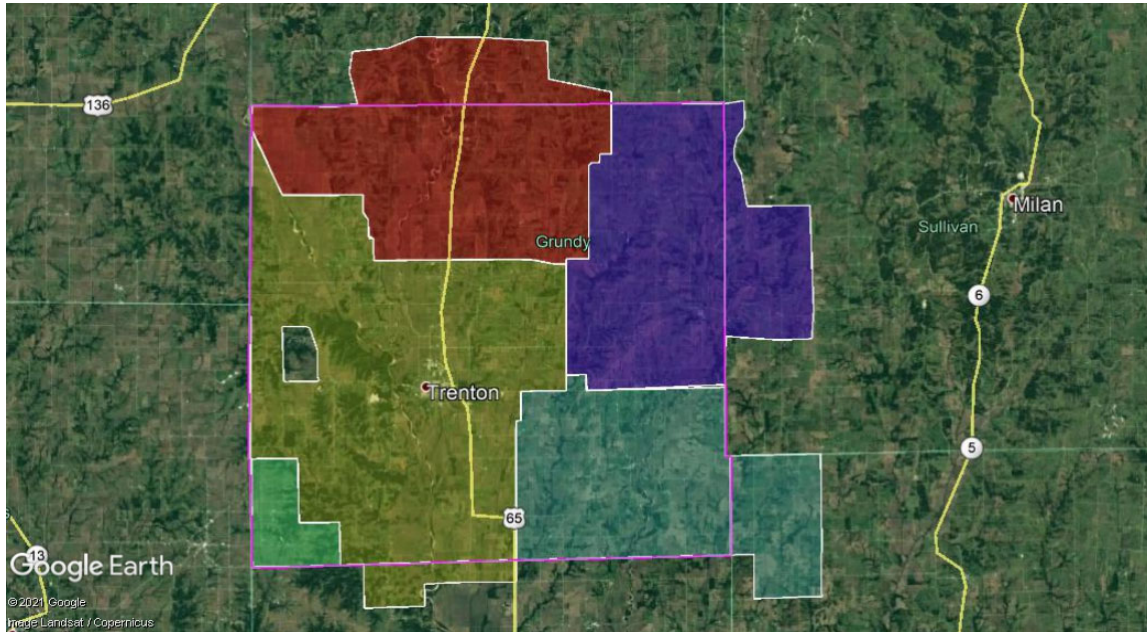 136
Milan
Sullivan
Grundy
6
Trenton
5
65
13
Google Earth
© 2021 Google
Image Landsat / Copernicus